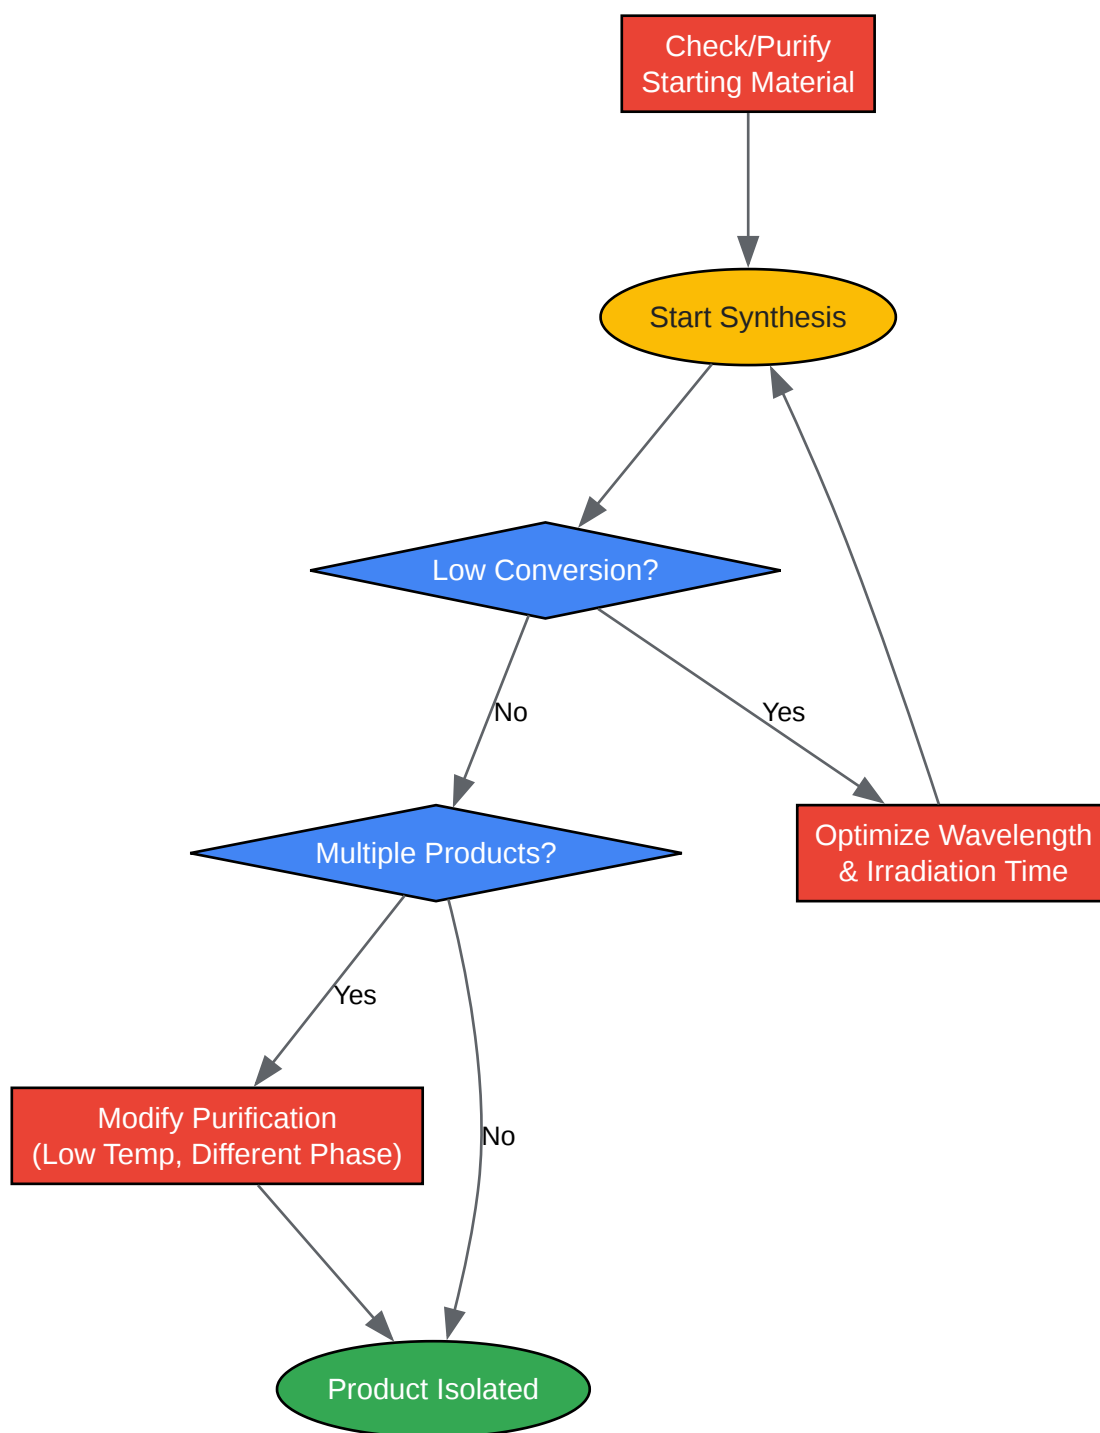 Check/Purify
Starting Material
Start Synthesis
Low Conversion?
No
Yes
Multiple Products?
Optimize Wavelength
& Irradiation Time
Yes
Modify Purification
(Low Temp, Different Phase)
No
Product Isolated